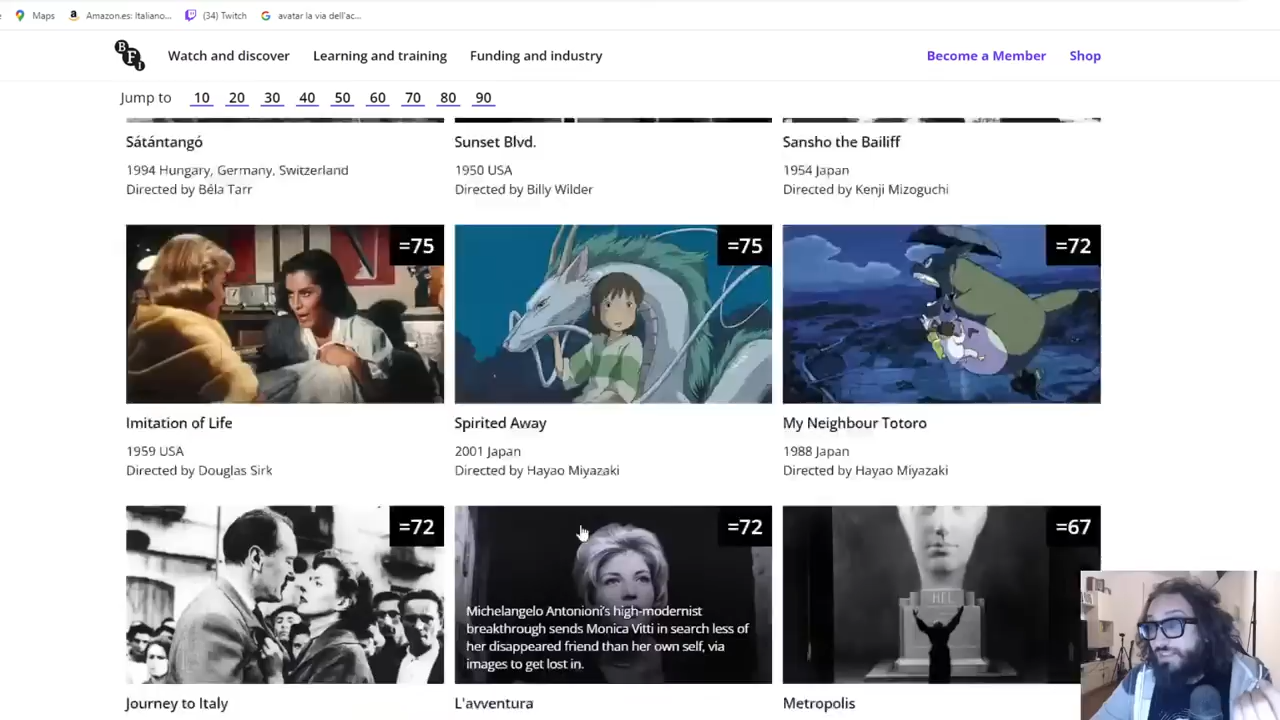 Maps
Amazon.es: Italiano...
(34) Twitch
avatar la via dell'ac...
BFI
Watch and discover
Learning and training
Funding and industry
Become a Member
Shop
Jump to
10
20
30
40
50
60
70
80
90
Sátántangó
1994 Hungary, Germany, Switzerland
Directed by Béla Tarr
Sunset Blvd.
1950 USA
Directed by Billy Wilder
Sansho the Bailiff
1954 Japan
Directed by Kenji Mizoguchi
=75
Imitation of Life
1959 USA
Directed by Douglas Sirk
=75
Spirited Away
2001 Japan
Directed by Hayao Miyazaki
=72
My Neighbour Totoro
1988 Japan
Directed by Hayao Miyazaki
=72
Journey to Italy
=72
Michelangelo Antonioni's high-modernist
breakthrough sends Monica Vitti in search less of
her disappeared friend than her own self, via
images to get lost in.
L'avventura
=67
HEL
Metropolis